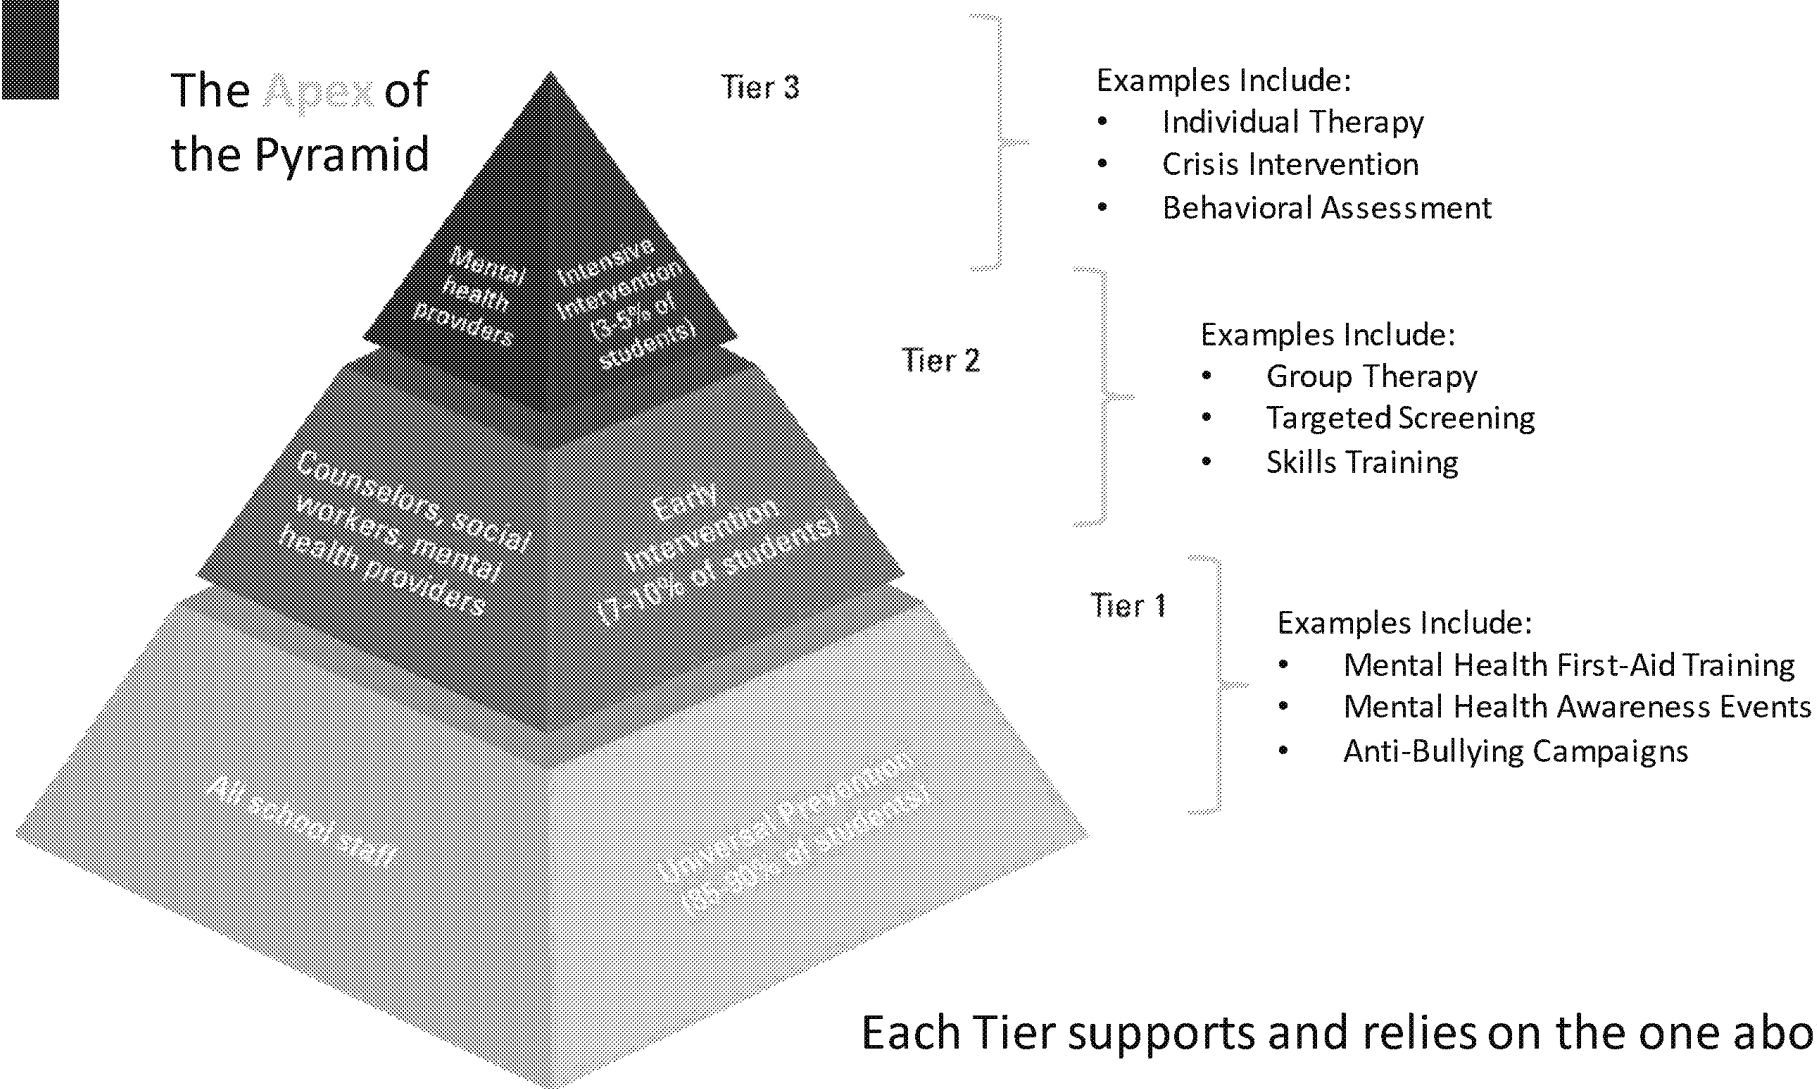 The Apex of
the Pyramid
Tier 3
Examples Include:
• Individual Therapy
• Crisis Intervention
• Behavioral Assessment
Mental
health
providers
Intensive
Intervention
(3-5% of
students)
Tier 2
Examples Include:
• Group Therapy
• Targeted Screening
• Skills Training
Counselors, social
workers, mental
health providers
Early
Intervention
(7-10% of students)
Tier 1
Examples Include:
• Mental Health First-Aid Training
• Mental Health Awareness Events
• Anti-Bullying Campaigns
All school staff
Universal Prevention
(85-90% of students)
Each Tier supports and relies on the one abo